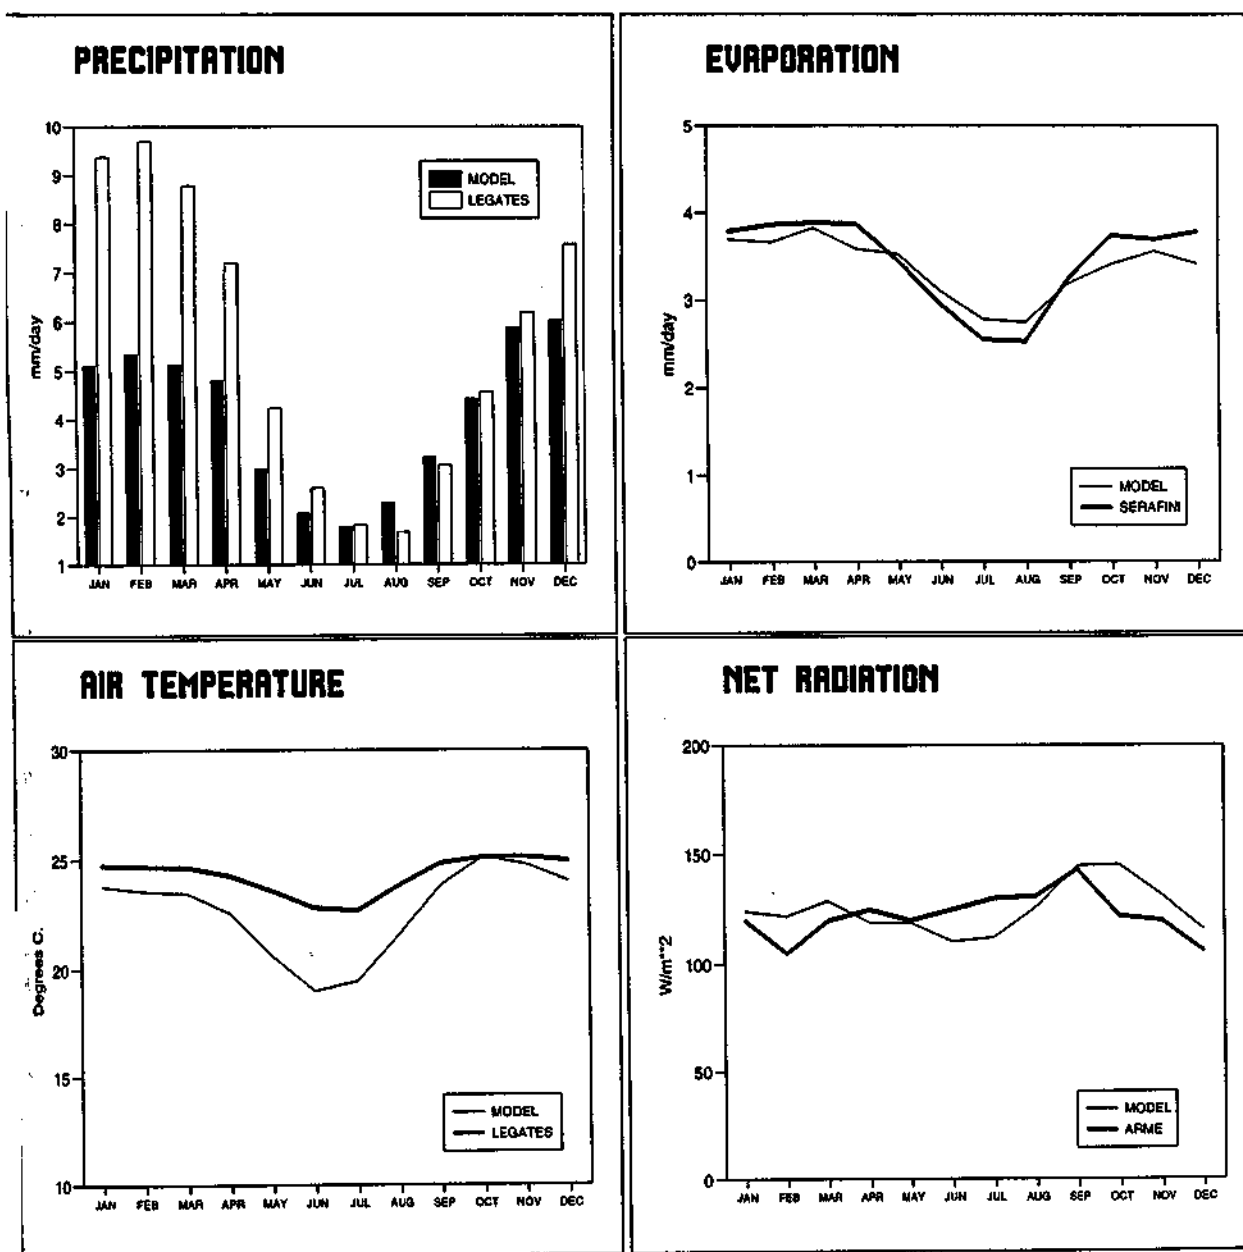 PRECIPITATION
10
9
8
7
6
5
4
3
2
1
mm/day
MODEL
LEGATES
JAN FEB MAR APR MAY JUN JUL AUG SEP OCT NOV DEC
EVAPORATION
5
4
3
2
1
0
mm/day
MODEL
SERAFINI
JAN FEB MAR APR MAY JUN JUL AUG SEP OCT NOV DEC
AIR TEMPERATURE
30
25
20
15
10
Degrees C.
MODEL
LEGATES
JAN FEB MAR APR MAY JUN JUL AUG SEP OCT NOV DEC
NET RADIATION
200
150
100
50
0
W/m**2
MODEL
ARME
JAN FEB MAR APR MAY JUN JUL AUG SEP OCT NOV DEC